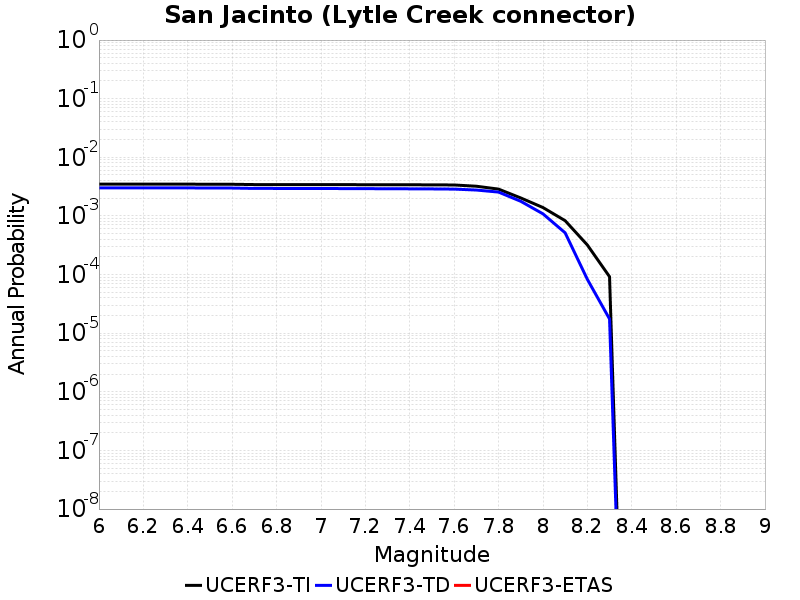 San Jacinto (Lytle Creek connector)
10^0
10^-1
10^-2
10^-3
10^-4
10^-5
10^-6
10^-7
10^-8
Annual Probability
6 6.2 6.4 6.6 6.8 7 7.2 7.4 7.6 7.8 8 8.2 8.4 8.6 8.8 9
Magnitude
UCERF3-TI UCERF3-TD UCERF3-ETAS